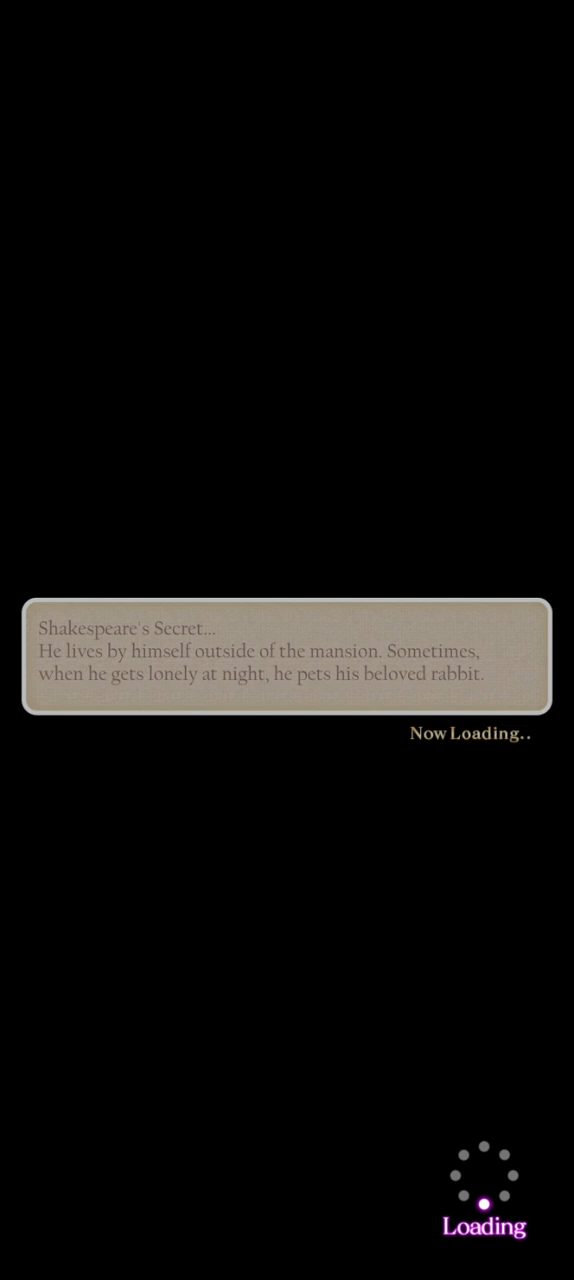 Shakespeare's Secret...
He lives by himself outside of the mansion. Sometimes,
when he gets lonely at night, he pets his beloved rabbit.
Now Loading..
Loading